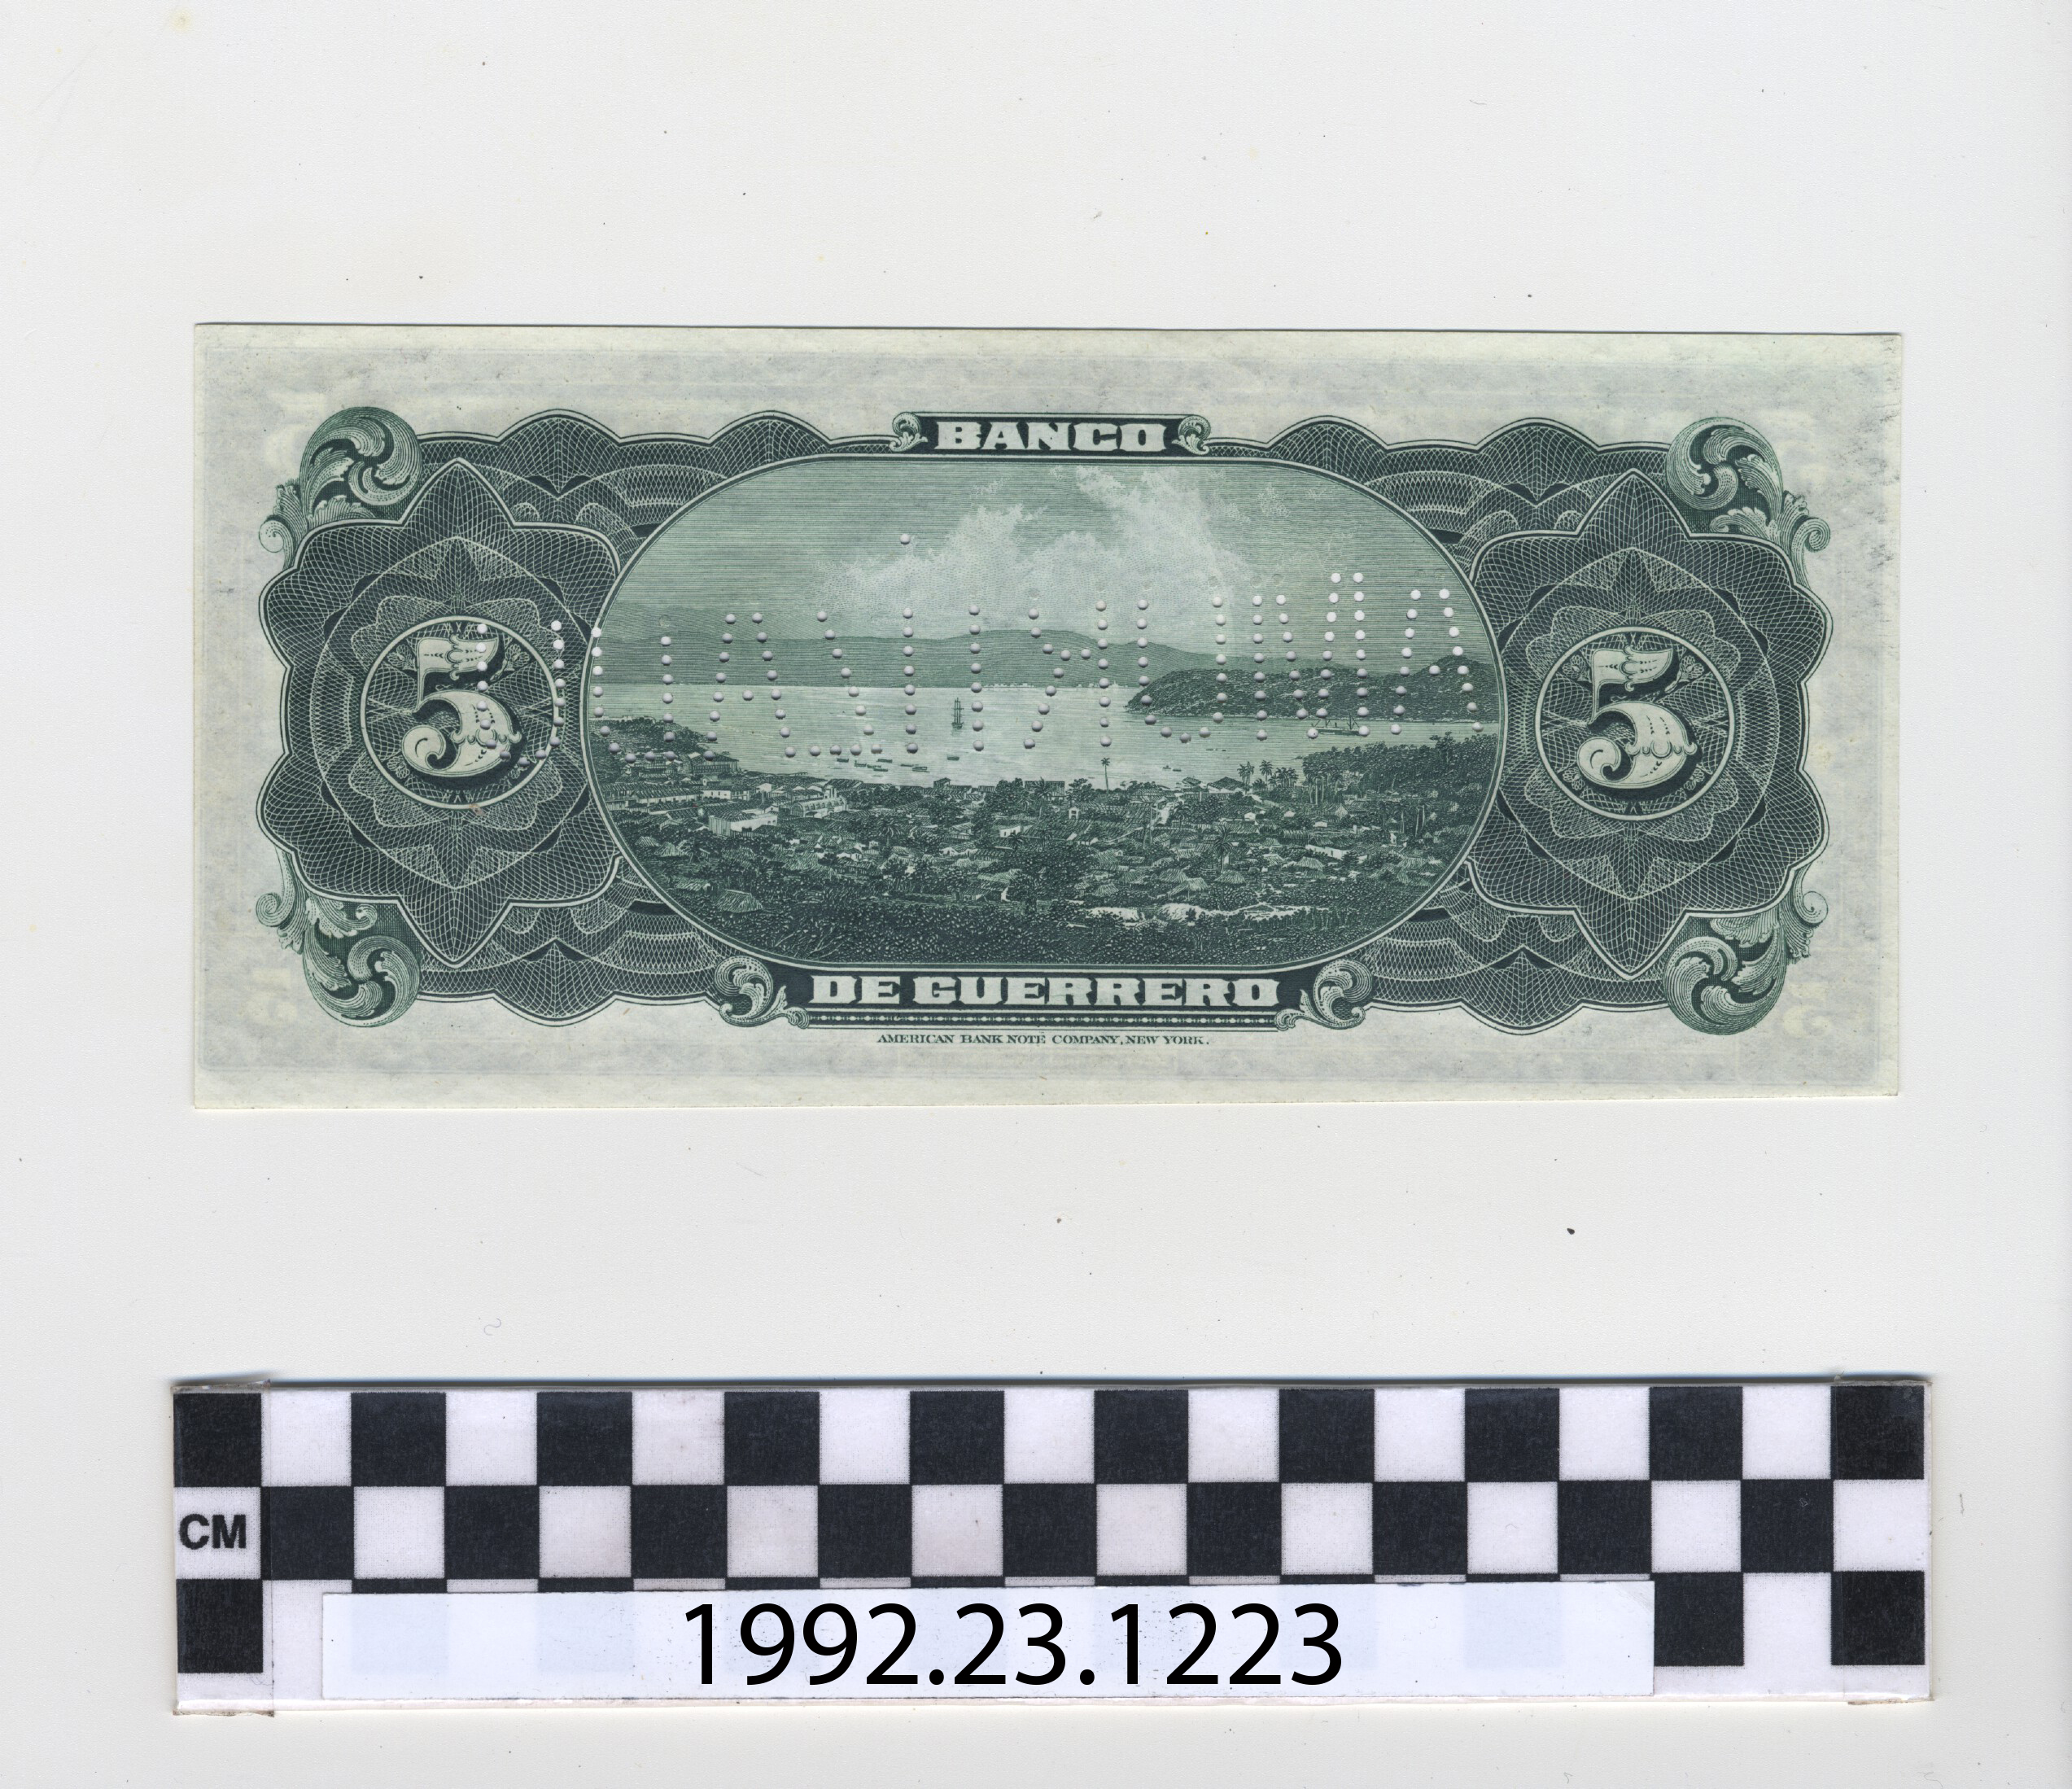 BANCO
5 5
DE GUERRERO
AMERICAN BANK NOTE COMPANY, NEW YORK.
CM
1992.23.1223